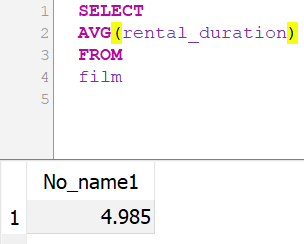 1 SELECT
2 AVG(rental_duration)
3 FROM
4 film
5
No_name1
1 4.985